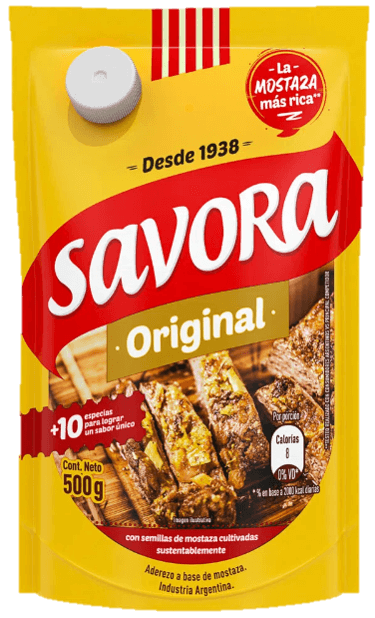 - La -
MOSTAZA
más rica**
Desde 1938
SAVORA
· Original ·
+10 especias
para lograr
un sabor único
Cont. Neto
500 g
Por porción
Calorías
8
0% VD*
* % en base a 2000 kcal diarias
imagen ilustrativa
con semillas de mostaza cultivadas
sustentablemente
Aderezo a base de mostaza.
Industria Argentina.